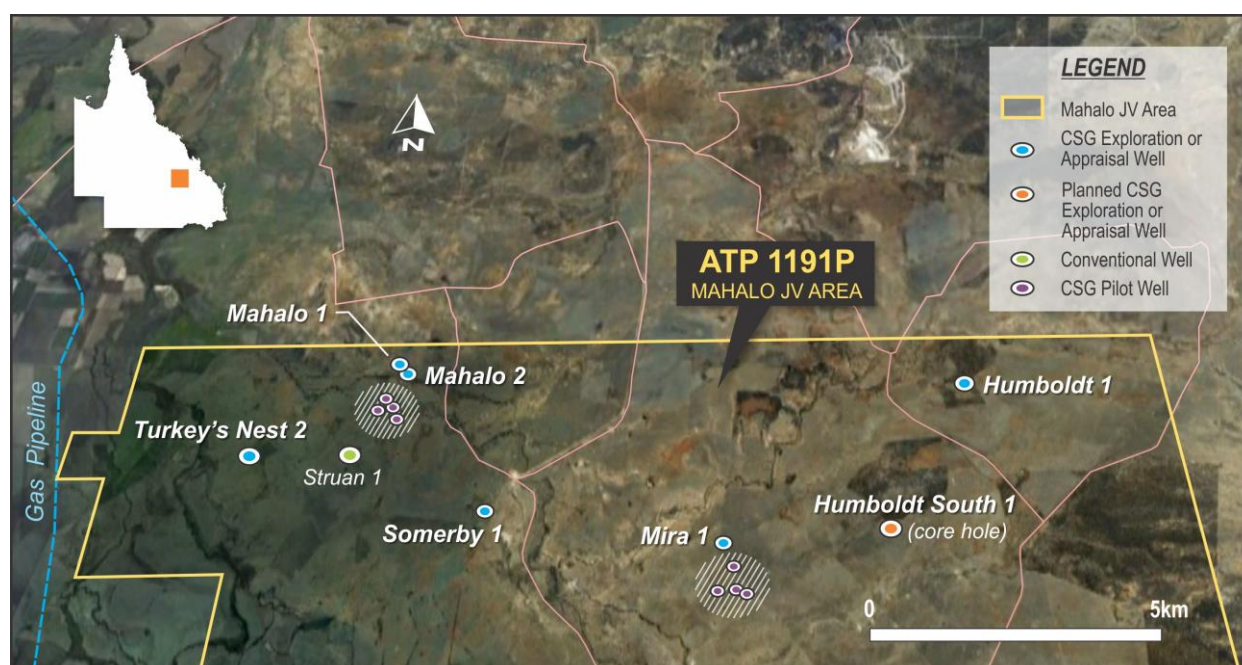 LEGEND
Mahalo JV Area
CSG Exploration or
Appraisal Well
Planned CSG
Exploration or
Appraisal Well
Conventional Well
CSG Pilot Well
N
ATP 1191P
MAHALO JV AREA
Mahalo 1
Mahalo 2
Humboldt 1
Turkey's Nest 2
Struan 1
Gas Pipeline
Somerby 1
Mira 1
Humboldt South 1
(core hole)
0
5km